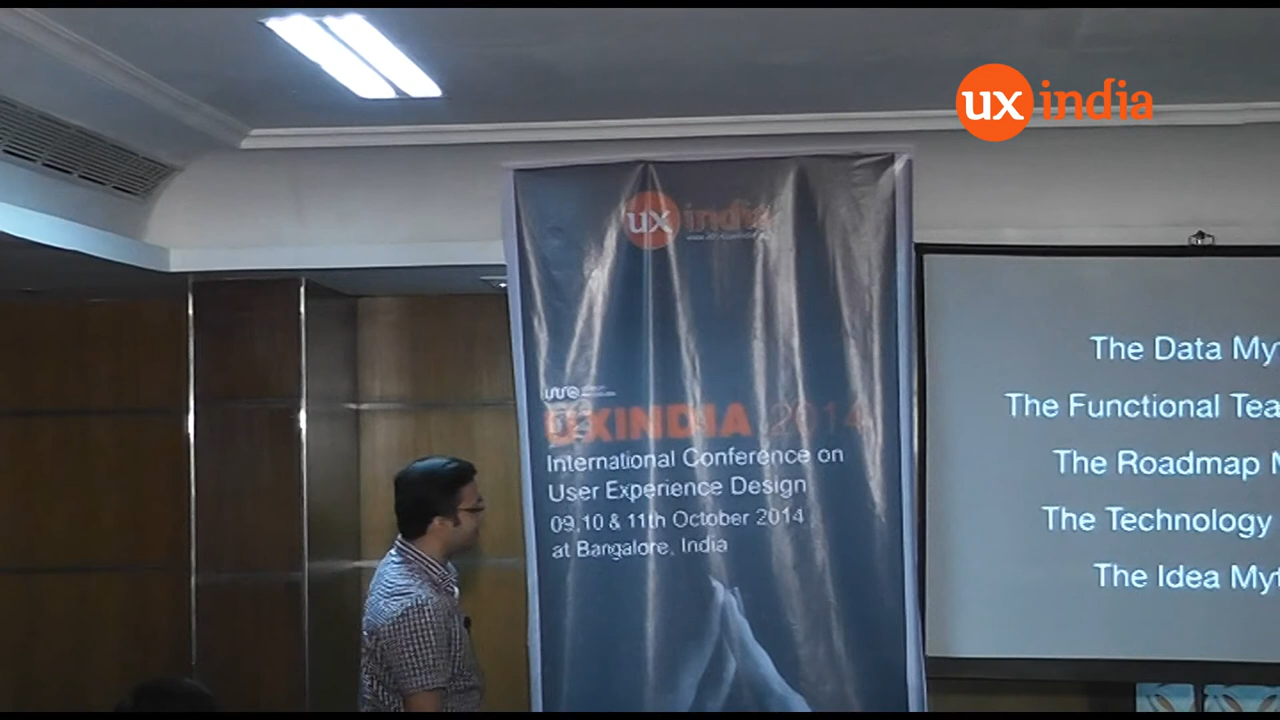 ux india
ux india
UXINDIA 2014
International Conference on
User Experience Design
09,10 & 11th October 2014
at Bangalore, India
The Data My
The Functional Tea
The Roadmap
The Technology
The Idea Myt